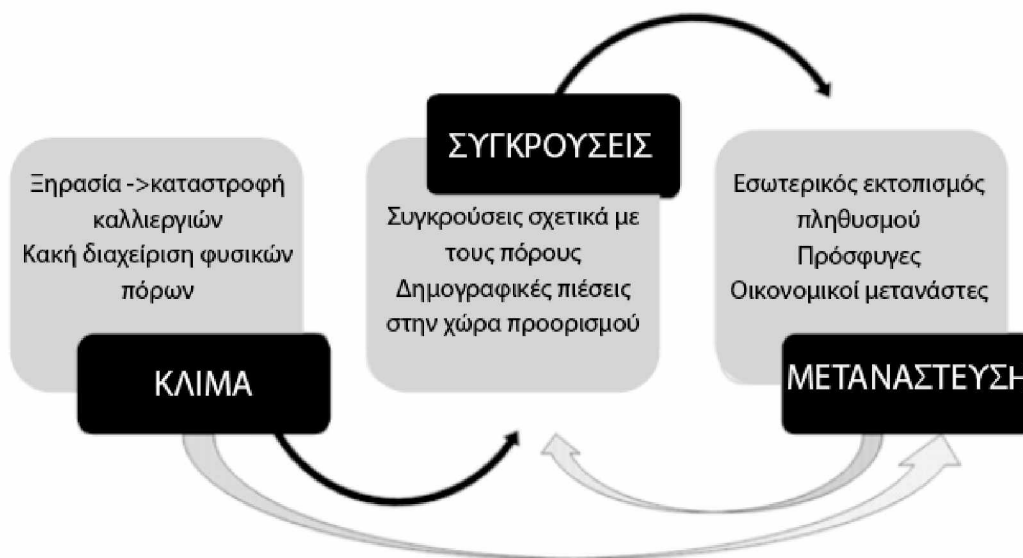 Ξηρασία ->καταστροφή
καλλιεργιών
Κακή διαχείριση φυσικών
πόρων
ΚΛΙΜΑ
ΣΥΓΚΡΟΥΣΕΙΣ
Συγκρούσεις σχετικά με
τους πόρους
Δημογραφικές πιέσεις
στην χώρα προορισμού
Εσωτερικός εκτοπισμός
πληθυσμού
Πρόσφυγες
Οικονομικοί μετανάστες
ΜΕΤΑΝΑΣΤΕΥΣΗ